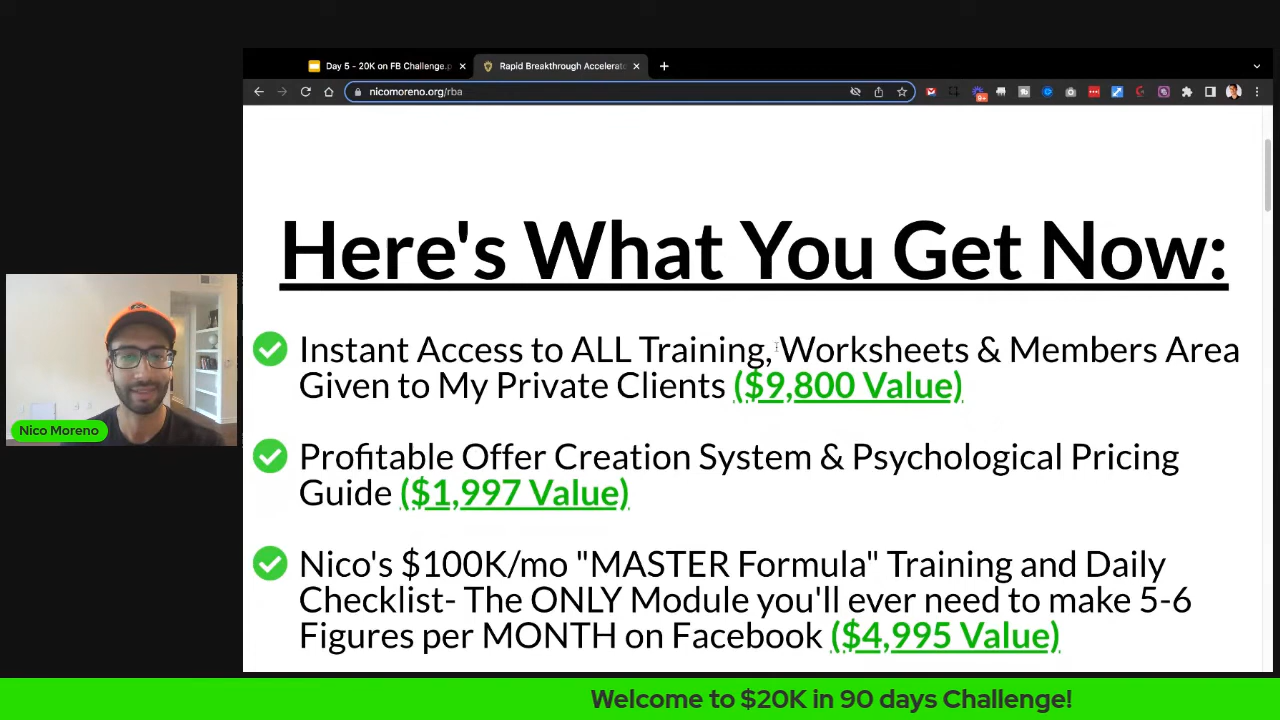 Day 5 - 20K on FB Challenge.p
Rapid Breakthrough Accelerato
nicomoreno.org/rba
Here's What You Get Now:
Instant Access to ALL Training, Worksheets & Members Area
Given to My Private Clients ($9,800 Value)
Profitable Offer Creation System & Psychological Pricing
Guide ($1,997 Value)
Nico's $100K/mo "MASTER Formula" Training and Daily
Checklist- The ONLY Module you'll ever need to make 5-6
Figures per MONTH on Facebook ($4,995 Value)
Nico Moreno
Welcome to $20K in 90 days Challenge!